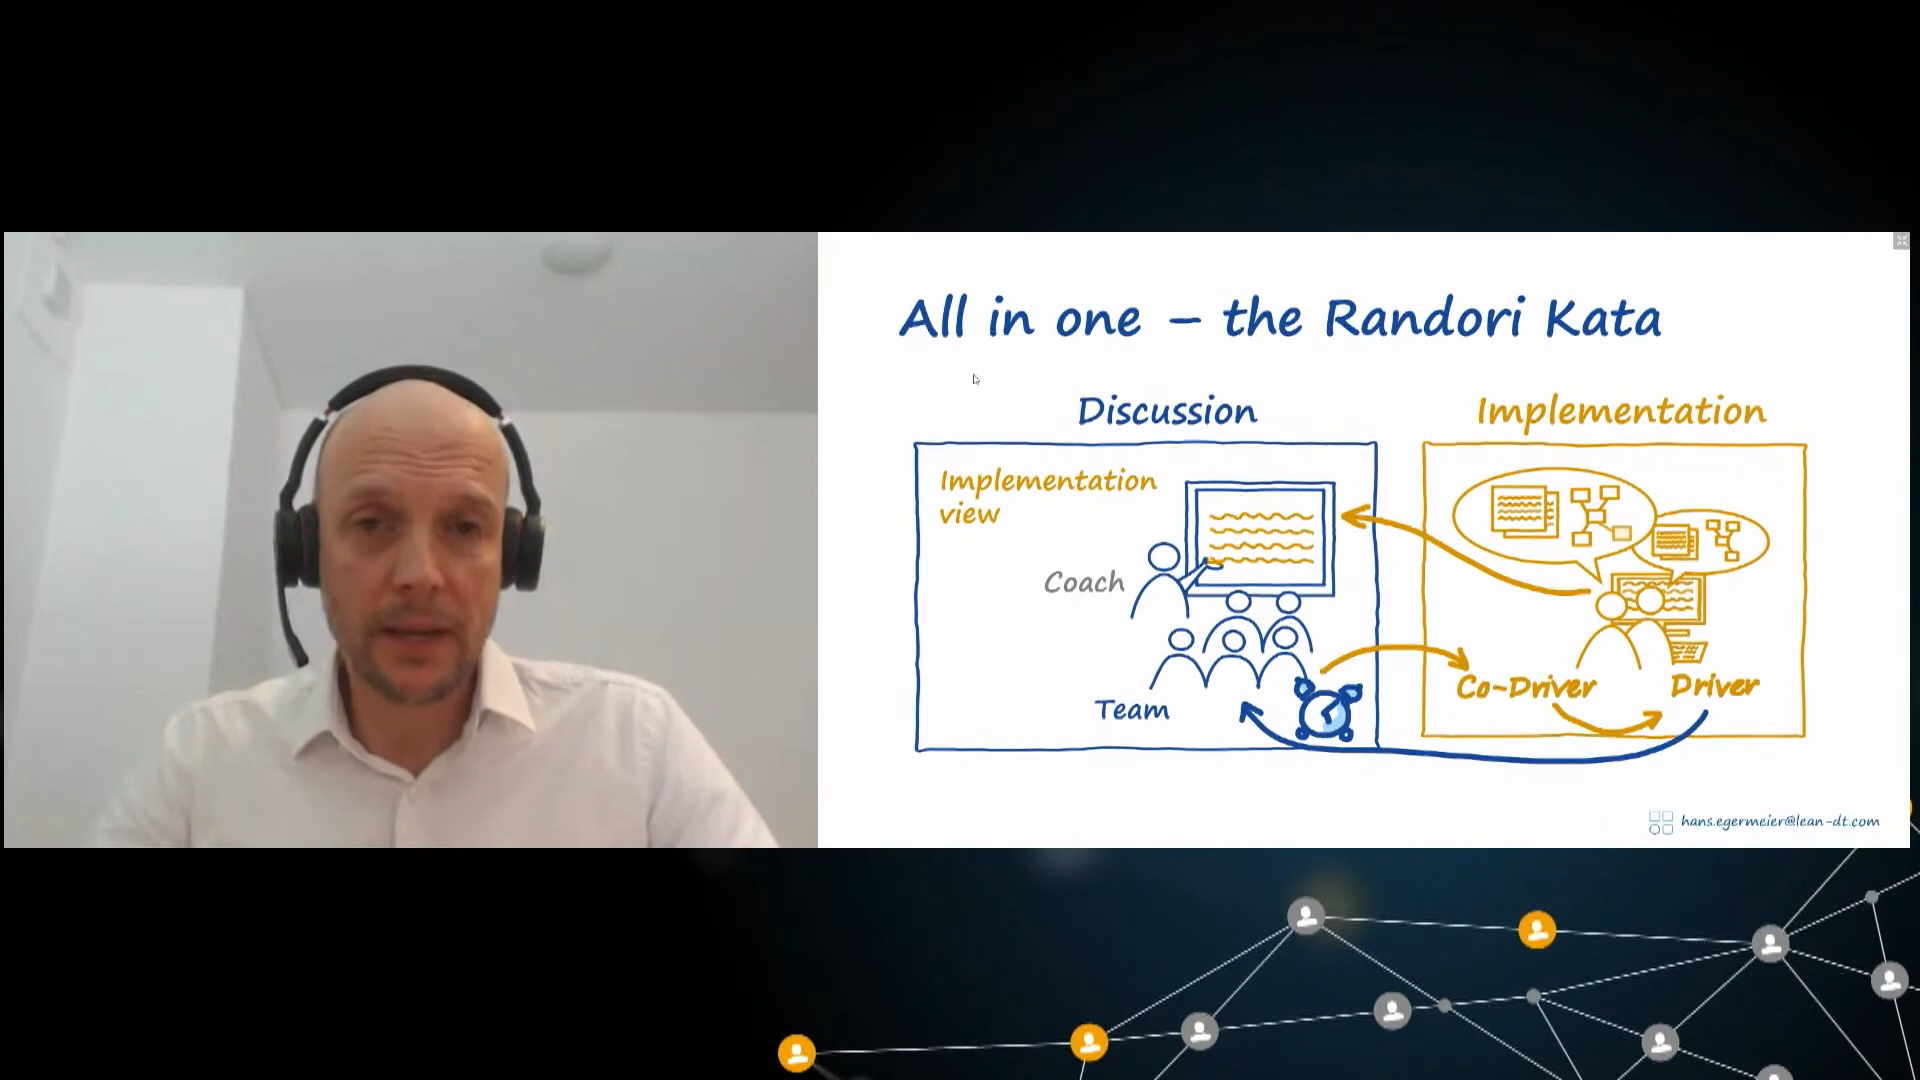 All in one – the Randori Kata
Discussion
Implementation
Implementation
view
Coach
Team
Co-Driver
Driver
hans.egermeier@lean-dt.com